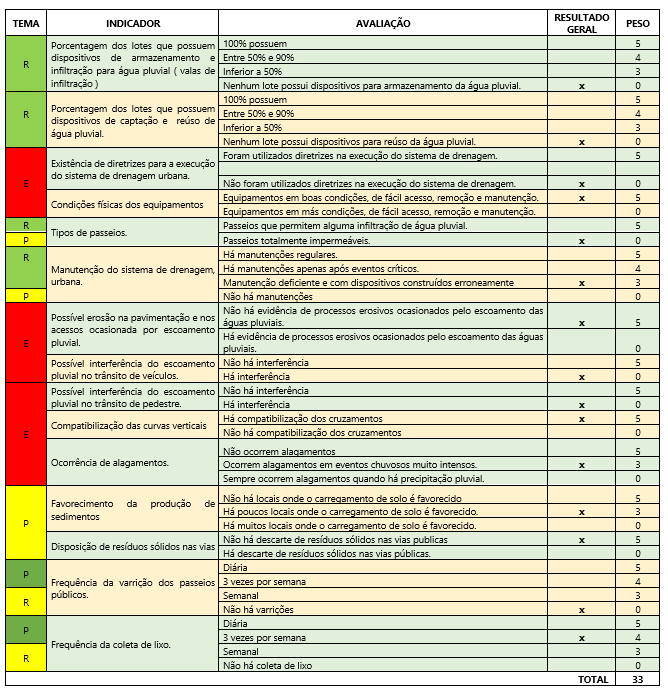 TEMA INDICADOR AVALIAÇÃO RESULTADO GERAL PESO
R Porcentagem dos lotes que possuem dispositivos de armazenamento e infiltração para água pluvial ( valas de infiltração )
100% possuem 5
Entre 50% e 90% 4
Inferior a 50% 3
Nenhum lote possui dispositivos para armazenamento da água pluvial. x 0
R Porcentagem dos lotes que possuem dispositivos de captação e reúso de água pluvial.
100% possuem 5
Entre 50% e 90% 4
Inferior a 50% 3
Nenhum lote possui dispositivos para reúso da água pluvial. x 0
E Existência de diretrizes para a execução do sistema de drenagem urbana.
Foram utilizados diretrizes na execução do sistema de drenagem. 5
Não foram utilizados diretrizes na execução do sistema de drenagem. x 0
Condições físicas dos equipamentos
Equipamentos em boas condições, de fácil acesso, remoção e manutenção. x 5
Equipamentos em más condições, de fácil acesso, remoção e manutenção. 0
R Tipos de passeios.
Passeios que permitem alguma infiltração de água pluvial. 5
P Passeios totalmente impermeáveis. x 0
R Manutenção do sistema de drenagem, urbana.
Há manutenções regulares. 5
Há manutenções apenas após eventos críticos. 4
Manutenção deficiente e com dispositivos construídos erroneamente x 3
P Não há manutenções 0
E Possível erosão na pavimentação e nos acessos ocasionada por escoamento pluvial.
Não há evidência de processos erosivos ocasionados pelo escoamento das águas pluviais. x 5
Há evidência de processos erosivos ocasionados pelo escoamento das águas pluviais. 0
Possível interferência do escoamento pluvial no trânsito de veículos.
Não há interferência 5
Há interferência x 0
E Possível interferência do escoamento pluvial no trânsito de pedestre.
Não há interferência 5
Há interferência x 0
Compatibilização das curvas verticais
Há compatibilização dos cruzamentos x 5
Não há compatibilização dos cruzamentos 0
Ocorrência de alagamentos.
Não ocorrem alagamentos 5
Ocorrem alagamentos em eventos chuvosos muito intensos. x 3
Sempre ocorrem alagamentos quando há precipitação pluvial. 0
P Favorecimento da produção de sedimentos
Não há locais onde o carregamento de solo é favorecido 5
Há poucos locais onde o carregamento de solo é favorecido. x 3
Há muitos locais onde o carregamento de solo é favorecido. 0
Disposição de resíduos sólidos nas vias
Não há descarte de resíduos sólidos nas vias publicas x 5
Há descarte de resíduos sólidos nas vias públicas. 0
P Frequência da varrição dos passeios públicos.
Diária 5
3 vezes por semana 4
R Semanal 3
Não há varrições x 0
P Frequência da coleta de lixo.
Diária 5
3 vezes por semana x 4
R Semanal 3
Não há coleta de lixo 0
TOTAL 33